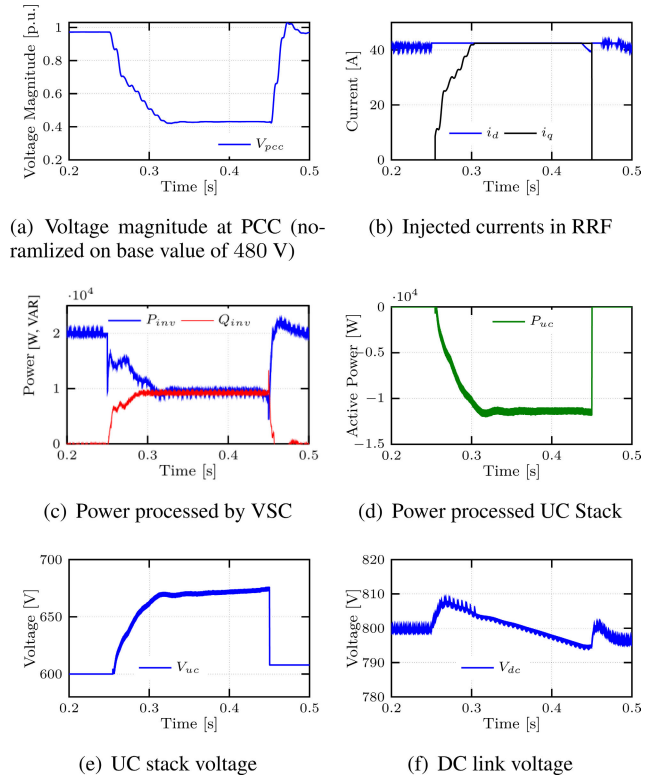 1
0.8
0.6
0.4
0.2
Voltage Magnitude [p.u.]
V_pcc
0.2 0.3 0.4 0.5
Time [s]
(a) Voltage magnitude at PCC (no-
ramlized on base value of 480 V)
40
20
0
Current [A]
i_d i_q
0.2 0.3 0.4 0.5
Time [s]
(b) Injected currents in RRF
·10^4
2
1
0
Power [W, VAR]
P_inv Q_inv
0.2 0.3 0.4 0.5
Time [s]
(c) Power processed by VSC
·10^4
0
−0.5
−1
−1.5
Active Power [W]
P_uc
0.2 0.3 0.4 0.5
Time [s]
(d) Power processed UC Stack
700
650
600
Voltage [V]
V_uc
0.2 0.3 0.4 0.5
Time [s]
(e) UC stack voltage
820
810
800
790
780
Voltage [V]
V_dc
0.2 0.3 0.4 0.5
Time [s]
(f) DC link voltage